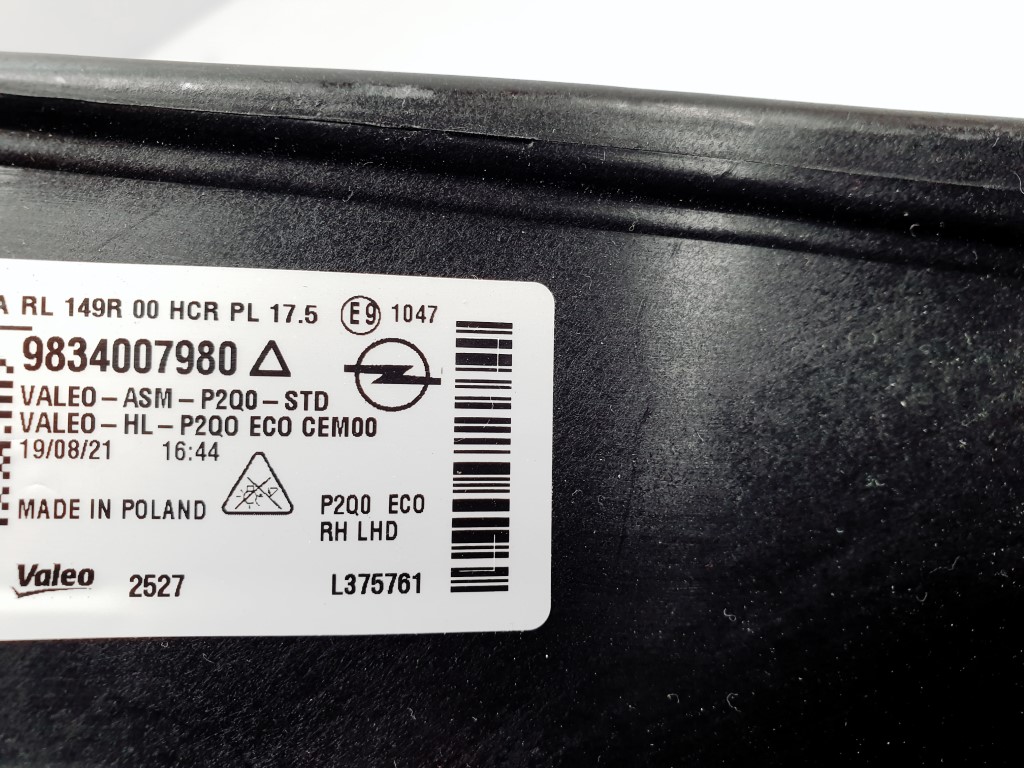 A RL 149R 00 HCR PL 17.5 E9 1047
9834007980
VALEO-ASM-P2Q0-STD
VALEO-HL-P2QO ECO CEM00
19/08/21 16:44
MADE IN POLAND
P2Q0 ECO
RH LHD
Valeo 2527 L375761